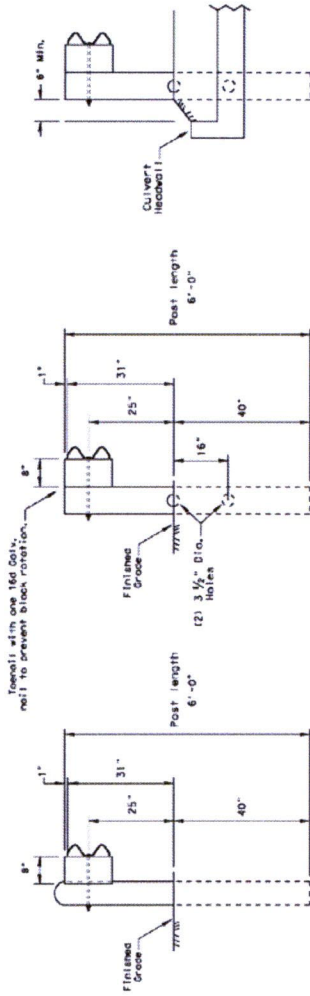 8"
1"
31"
25"
Post length
6'-0"
40"
Finished
Grade
Toenail with one 16d Galv.
nail to prevent block rotation.
8"
1"
31"
25"
Post length
6'-0"
40"
16"
Finished
Grade
(2) 3 1/2" Dia.
Holes
6" Min.
Culvert
Headwall